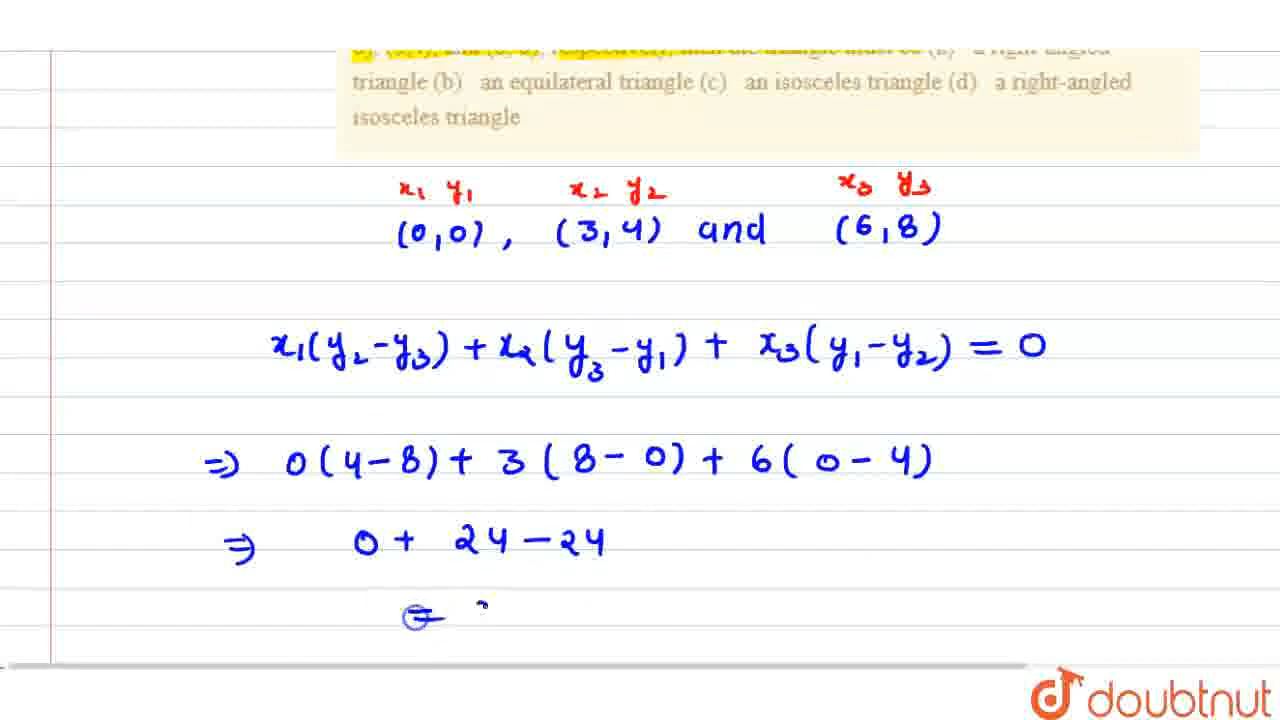 triangle (b) an equilateral triangle (c) an isosceles triangle (d) a right-angled
isosceles triangle
x₁ y₁ x₂ y₂ x₃ y₃
(0,0), (3,4) and (6,8)
x₁(y₂-y₃)+x₂(y₃-y₁)+ x₃(y₁-y₂)=0
⇒ 0(4-8)+ 3(8-0)+ 6(0-4)
⇒ 0+ 24-24
=
doubtnut